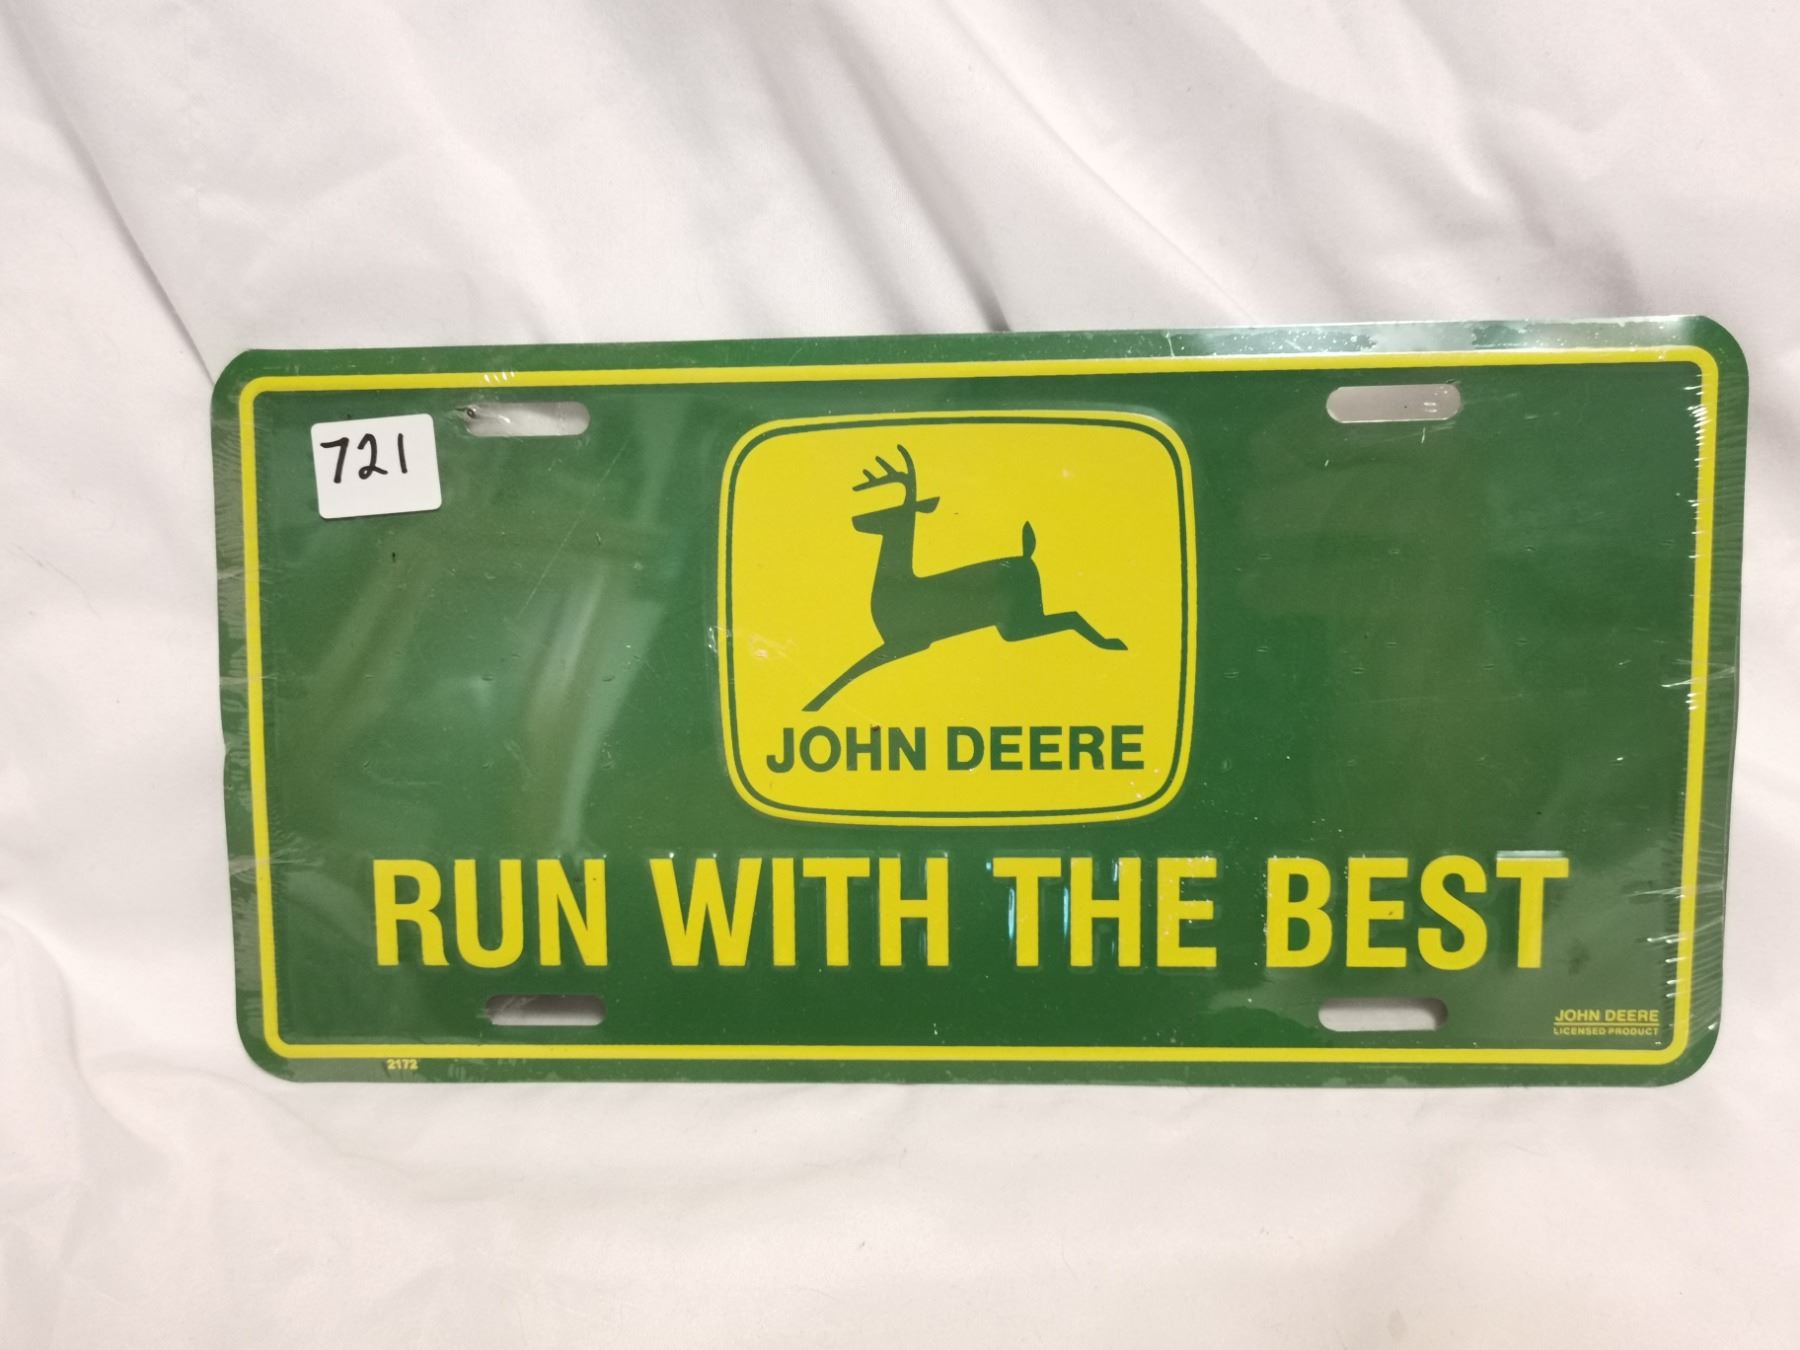 721
JOHN DEERE
RUN WITH THE BEST
JOHN DEERE
LICENSED PRODUCT
2172